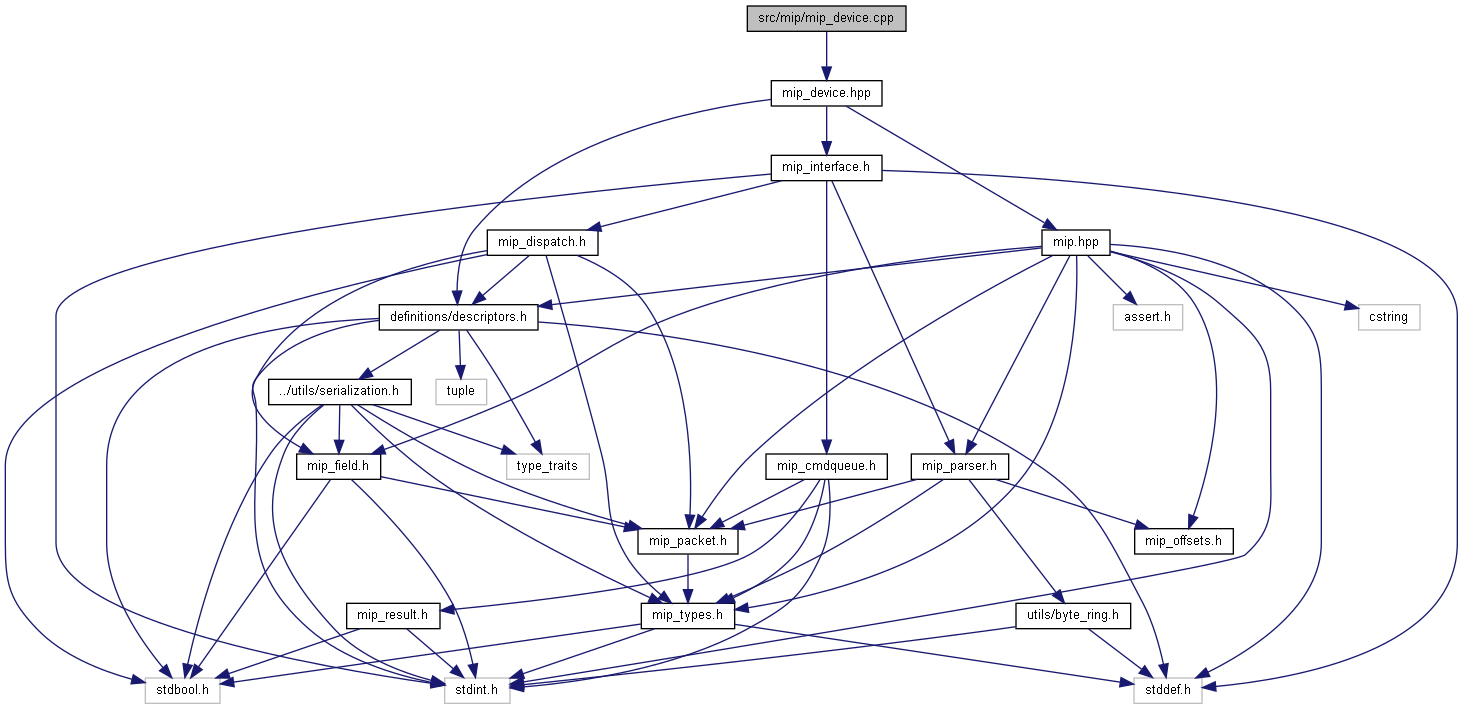 src/mip/mip_device.cpp
mip_device.hpp
mip_interface.h
mip_dispatch.h
mip.hpp
definitions/descriptors.h
assert.h
cstring
../utils/serialization.h
tuple
mip_field.h
type_traits
mip_cmdqueue.h
mip_parser.h
mip_packet.h
mip_offsets.h
mip_result.h
mip_types.h
utils/byte_ring.h
stdbool.h
stdint.h
stddef.h